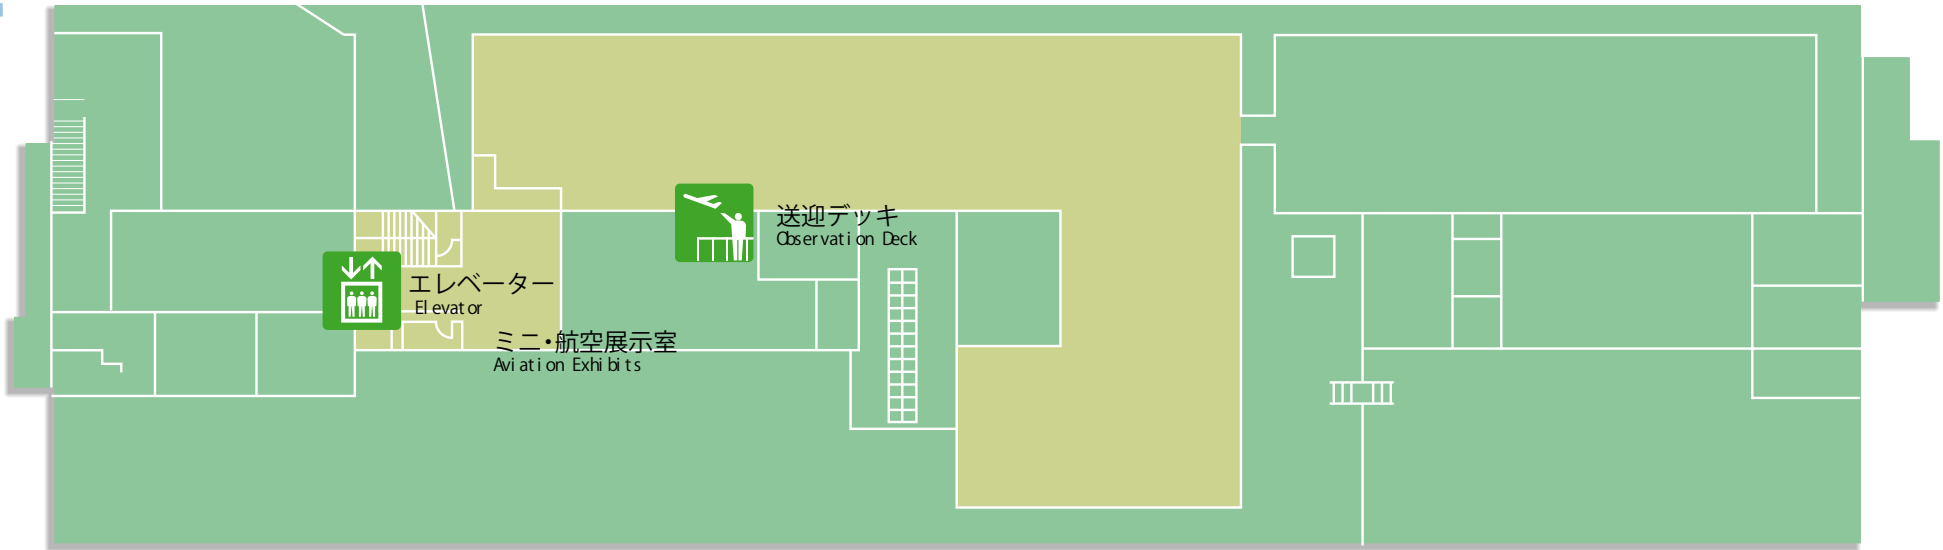 送迎デッキ
Observation Deck
エレベーター
Elevator
ミニ・航空展示室
Aviation Exhibits